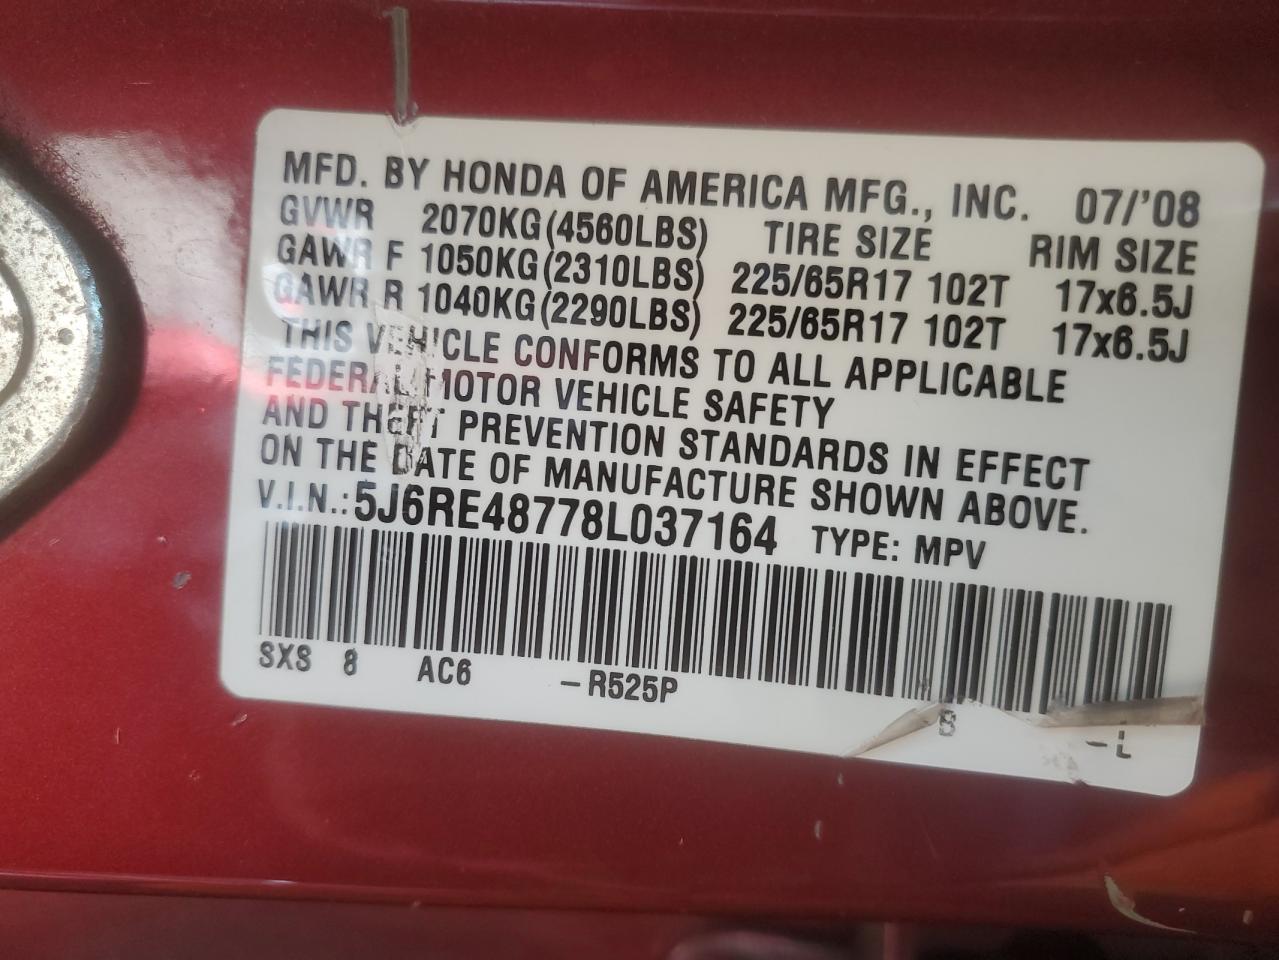 MFD. BY HONDA OF AMERICA MFG., INC. 07/'08
GVWR 2070KG(4560LBS) TIRE SIZE RIM SIZE
GAWR F 1050KG(2310LBS) 225/65R17 102T 17x6.5J
GAWR R 1040KG(2290LBS) 225/65R17 102T 17x6.5J
THIS VEHICLE CONFORMS TO ALL APPLICABLE
FEDERAL MOTOR VEHICLE SAFETY
AND THEFT PREVENTION STANDARDS IN EFFECT
ON THE DATE OF MANUFACTURE SHOWN ABOVE.
V.I.N.: 5J6RE48778L037164 TYPE: MPV
SXS 8 AC6 –R525P B –L